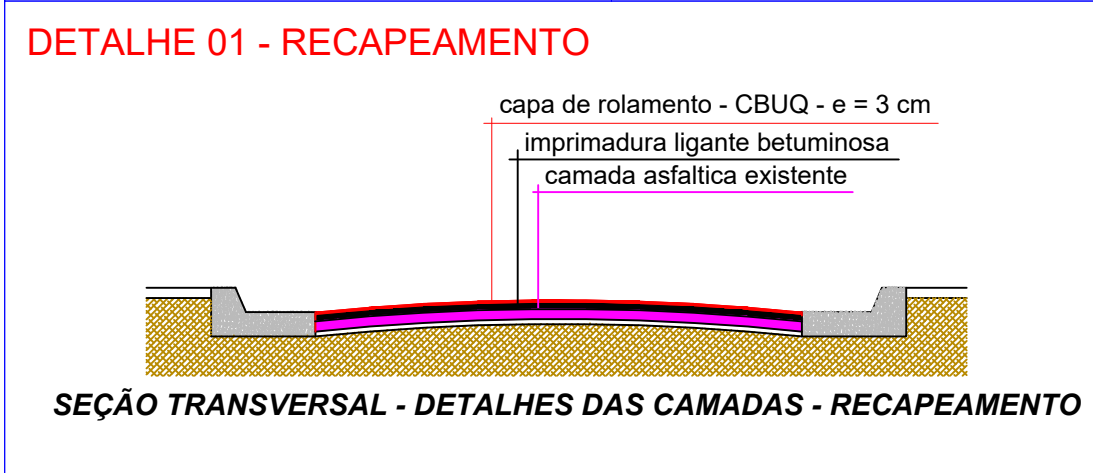 DETALHE 01 - RECAPEAMENTO
capa de rolamento - CBUQ - e = 3 cm
imprimadura ligante betuminosa
camada asfaltica existente
SEÇÃO TRANSVERSAL - DETALHES DAS CAMADAS - RECAPEAMENTO